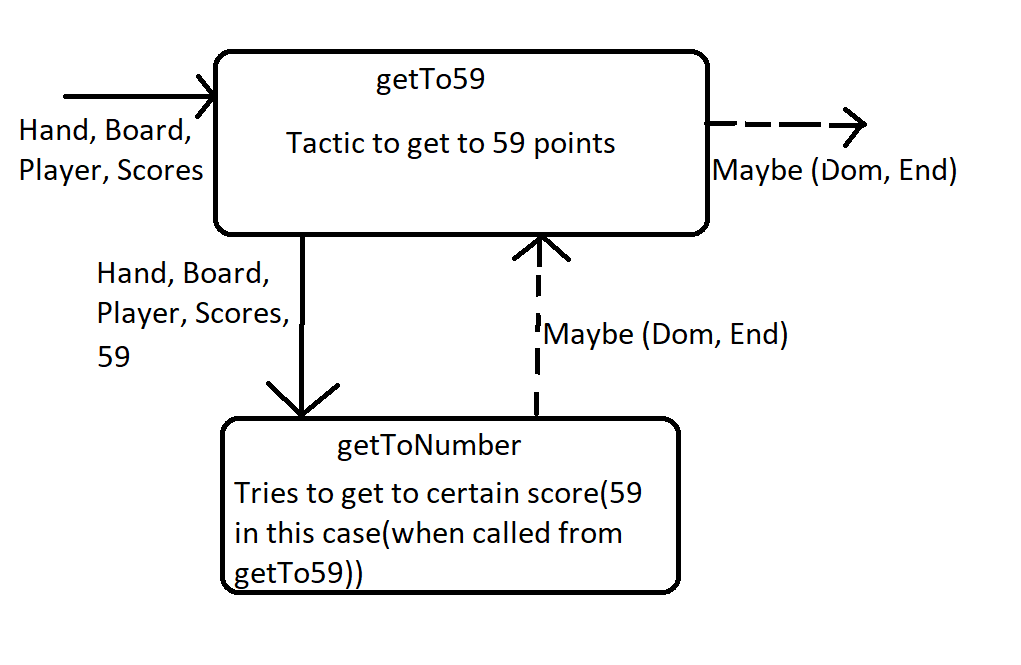 getTo59
Tactic to get to 59 points
Hand, Board,
Player, Scores
Maybe (Dom, End)
Hand, Board,
Player, Scores,
59
Maybe (Dom, End)
getToNumber
Tries to get to certain score(59
in this case(when called from
getTo59))